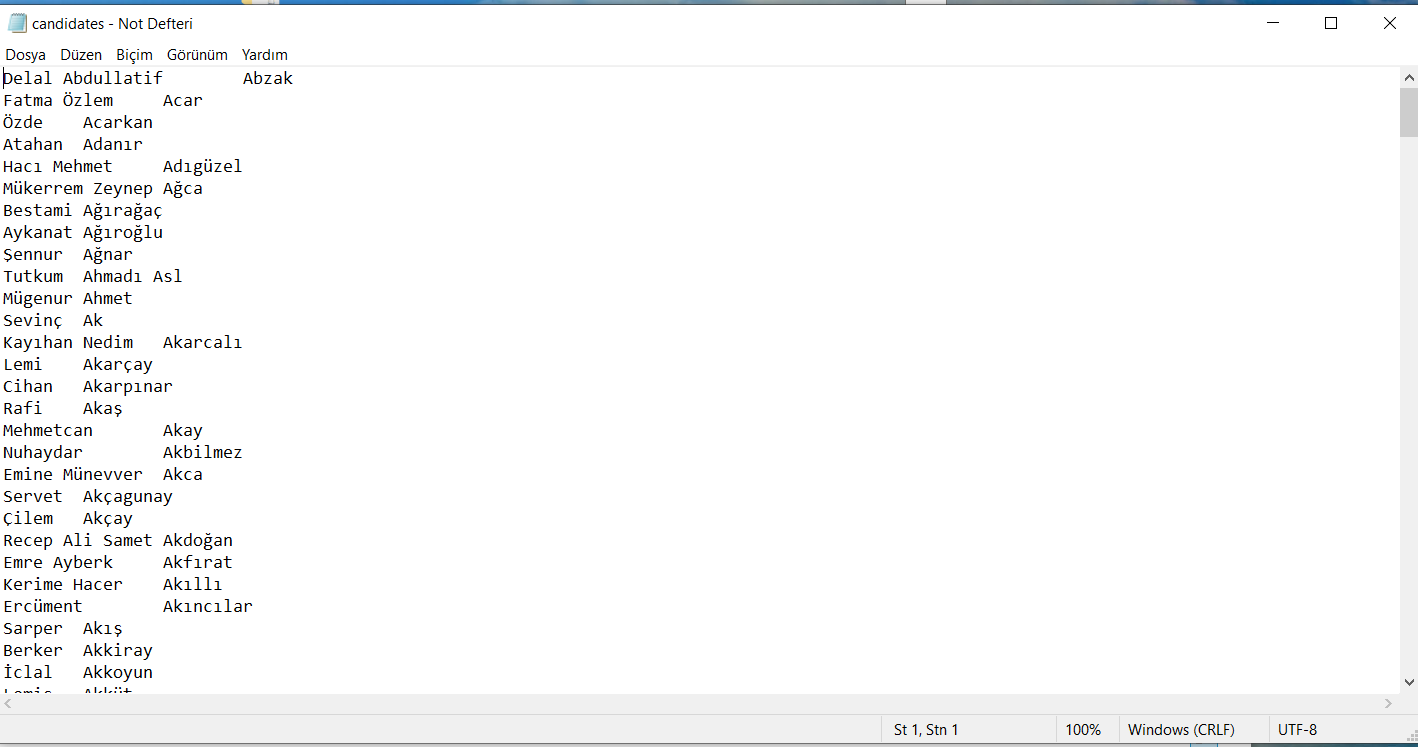 candidates - Not Defteri
Dosya Düzen Biçim Görünüm Yardım
Delal Abdullatif Abzak
Fatma Özlem Acar
Özde Acarkan
Atahan Adanır
Hacı Mehmet Adıgüzel
Mükerrem Zeynep Ağca
Bestami Ağırağaç
Aykanat Ağıroğlu
Şennur Ağnar
Tutkum Ahmadı Asl
Mügenur Ahmet
Sevinç Ak
Kayıhan Nedim Akarcalı
Lemi Akarçay
Cihan Akarpınar
Rafi Akaş
Mehmetcan Akay
Nuhaydar Akbilmez
Emine Münevver Akca
Servet Akçagunay
Çilem Akçay
Recep Ali Samet Akdoğan
Emre Ayberk Akfırat
Kerime Hacer Akıllı
Ercüment Akıncılar
Sarper Akış
Berker Akkiray
İclal Akkoyun
Akküt
St 1, Stn 1 100% Windows (CRLF) UTF-8